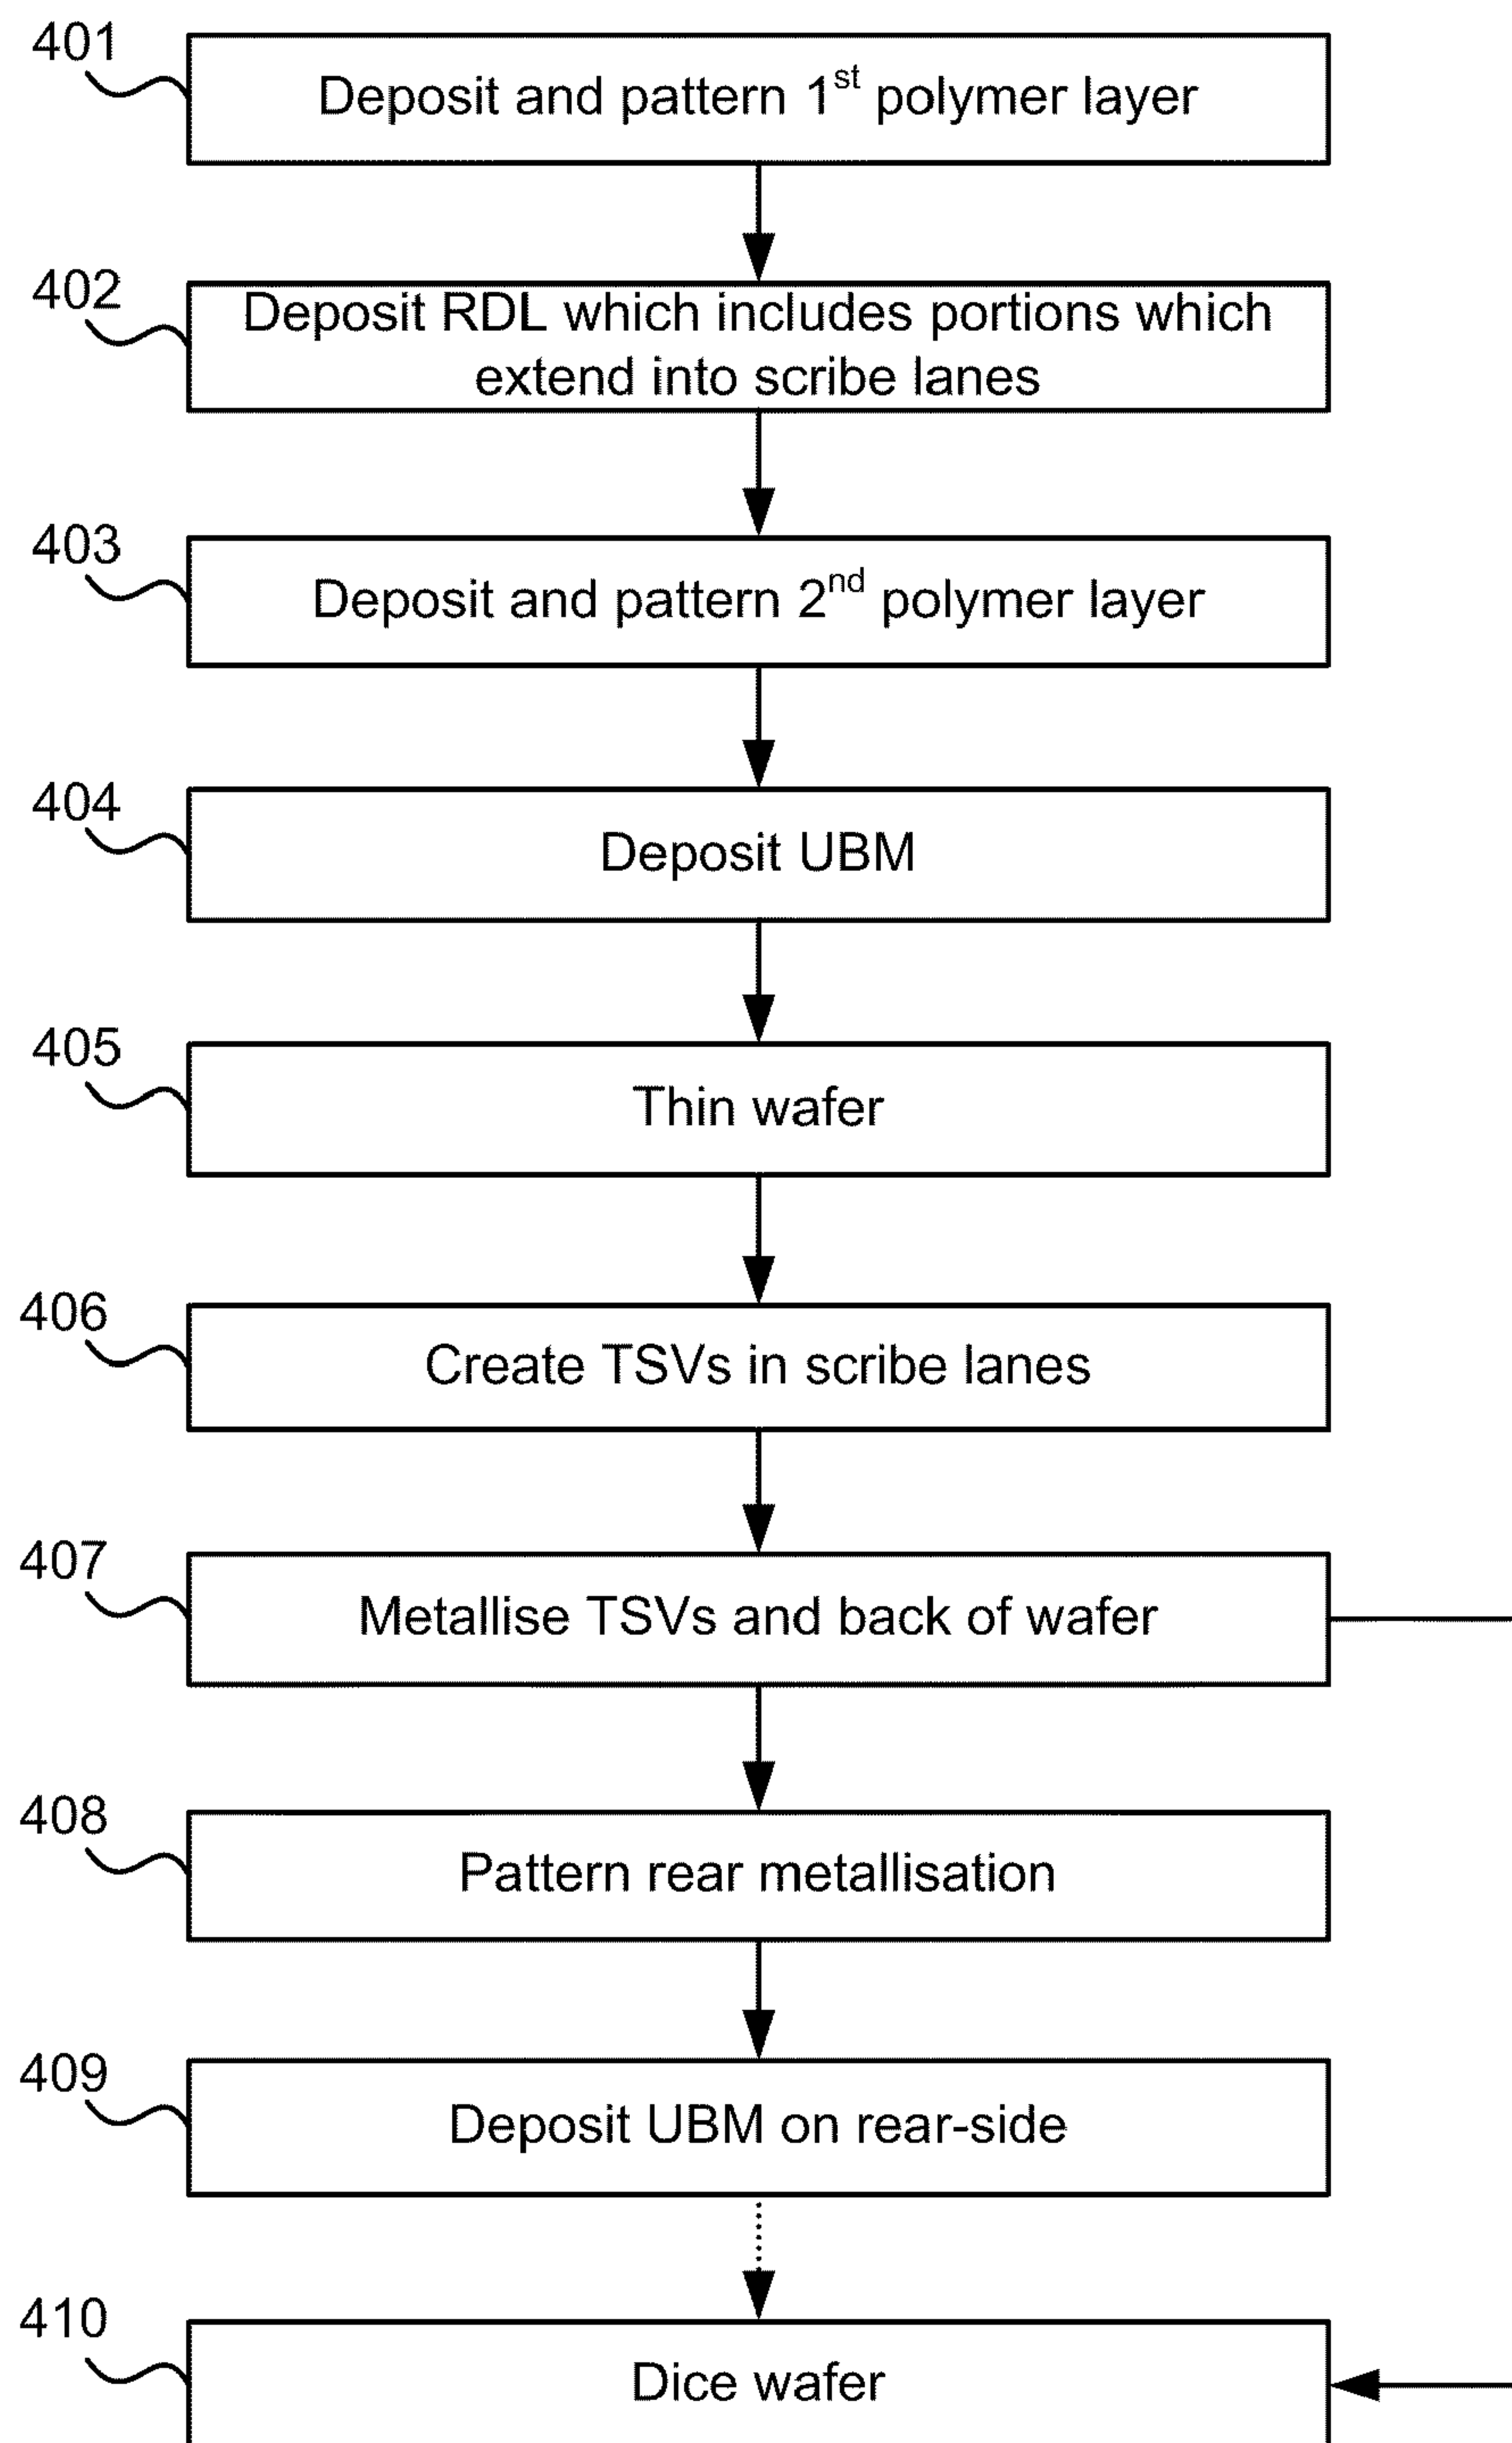 401
Deposit and pattern 1st polymer layer
402
Deposit RDL which includes portions which
extend into scribe lanes
403
Deposit and pattern 2nd polymer layer
404
Deposit UBM
405
Thin wafer
406
Create TSVs in scribe lanes
407
Metallise TSVs and back of wafer
408
Pattern rear metallisation
409
Deposit UBM on rear-side
410
Dice wafer